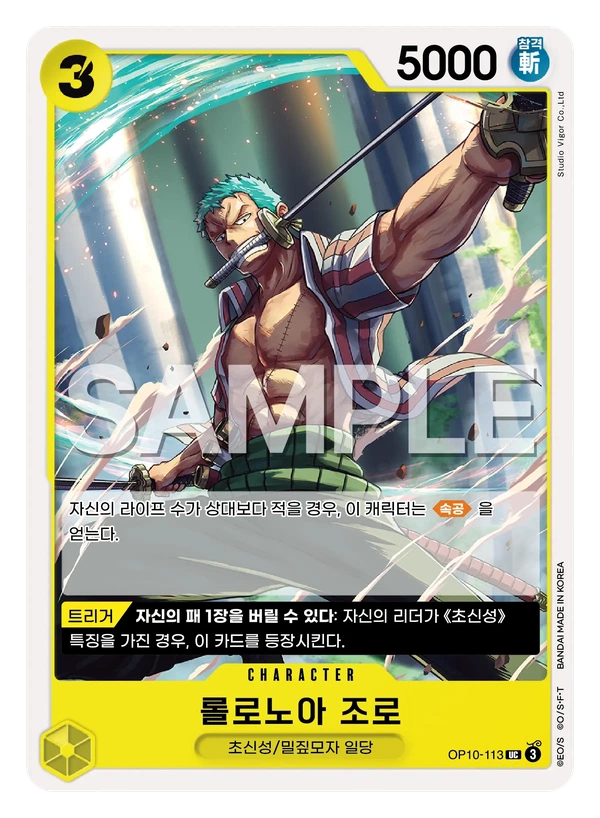 3
5000
참격
斬
Studio Vigor Co.,Ltd
SAMPLE
자신의 라이프 수가 상대보다 적을 경우, 이 캐릭터는 속공 을
얻는다.
트리거 자신의 패 1장을 버릴 수 있다: 자신의 리더가 《초신성》
특징을 가진 경우, 이 카드를 등장시킨다.
CHARACTER
롤로노아 조로
초신성/밀짚모자 일당
OP10-113 UC 3
©E.O/S ©O/S·F·T BANDAI MADE IN KOREA